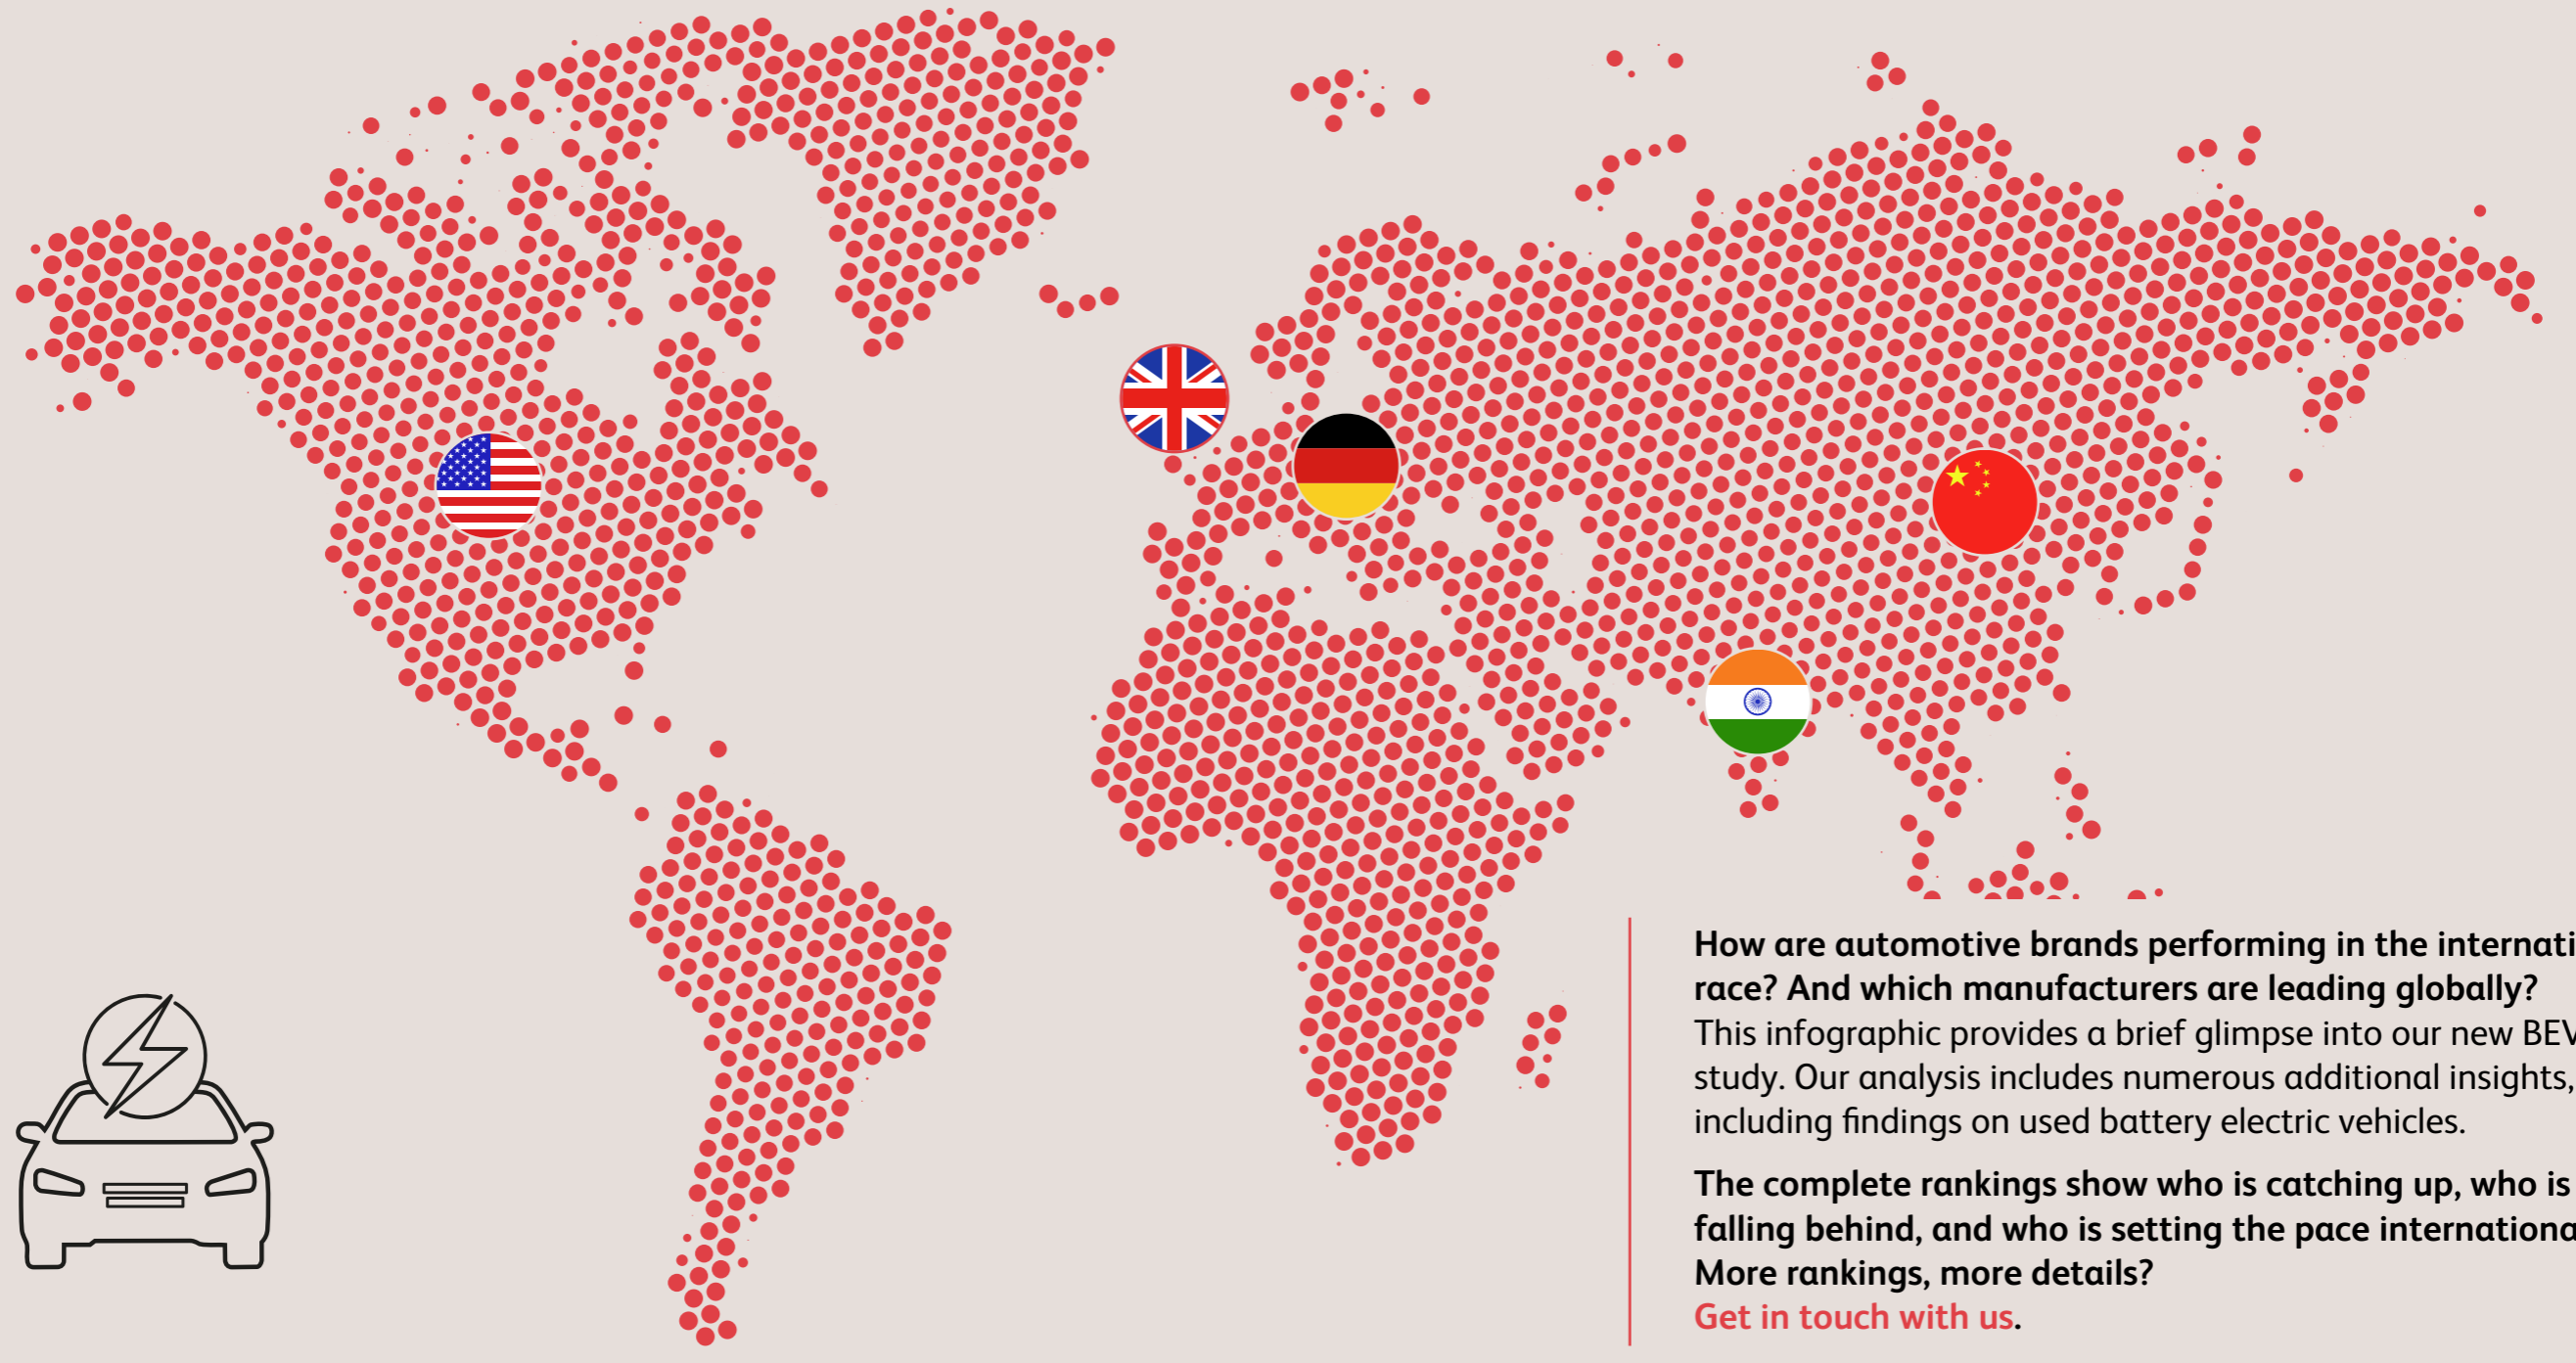 How are automotive brands performing in the internati
race? And which manufacturers are leading globally?
This infographic provides a brief glimpse into our new BEV
study. Our analysis includes numerous additional insights,
including findings on used battery electric vehicles.
The complete rankings show who is catching up, who is
falling behind, and who is setting the pace internationa
More rankings, more details?
Get in touch with us.